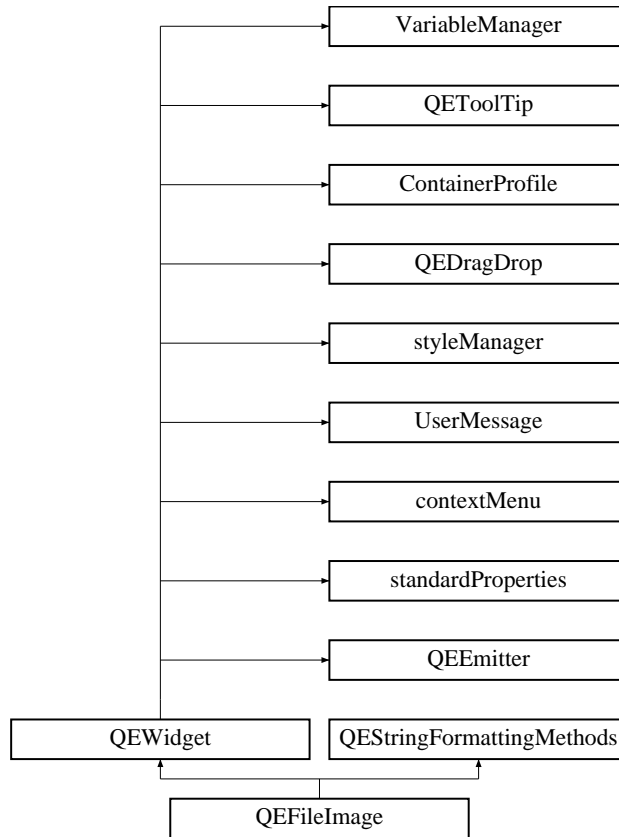 VariableManager
QEToolTip
ContainerProfile
QEDragDrop
styleManager
UserMessage
contextMenu
standardProperties
QEEmitter
QEWidget
QEStringFormattingMethods
QEFileImage